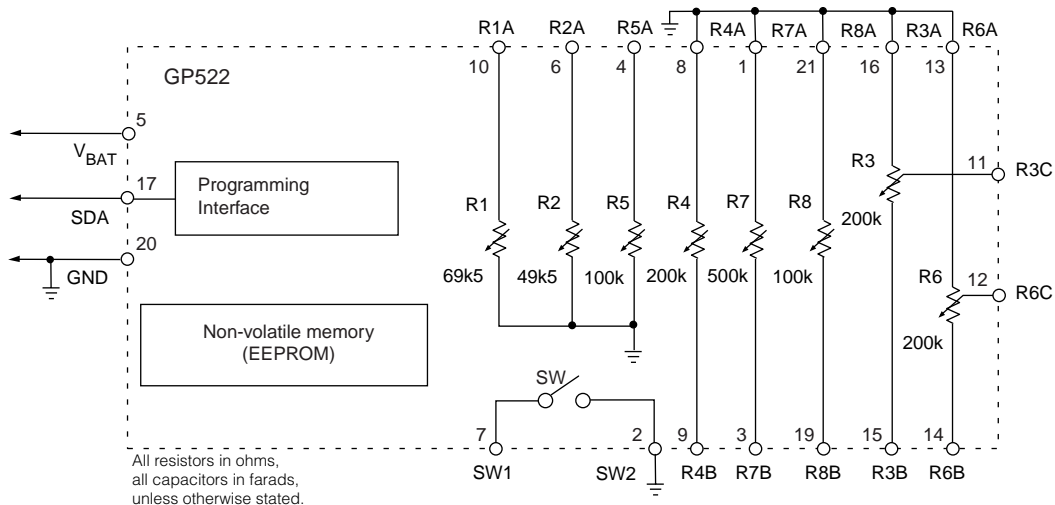 R1A R2A R5A R4A R7A R8A R3A R6A
10 6 4 8 1 21 16 13
GP522
5
V BAT
17
SDA
20
GND
Programming
Interface
Non-volatile memory
(EEPROM)
R1
69k5
R2
49k5
R5
100k
R4
200k
R7
500k
R8
100k
R3
200k
11
R3C
R6
200k
12
R6C
SW
7 2 9 3 19 15 14
SW1 SW2 R4B R7B R8B R3B R6B
All resistors in ohms,
all capacitors in farads,
unless otherwise stated.